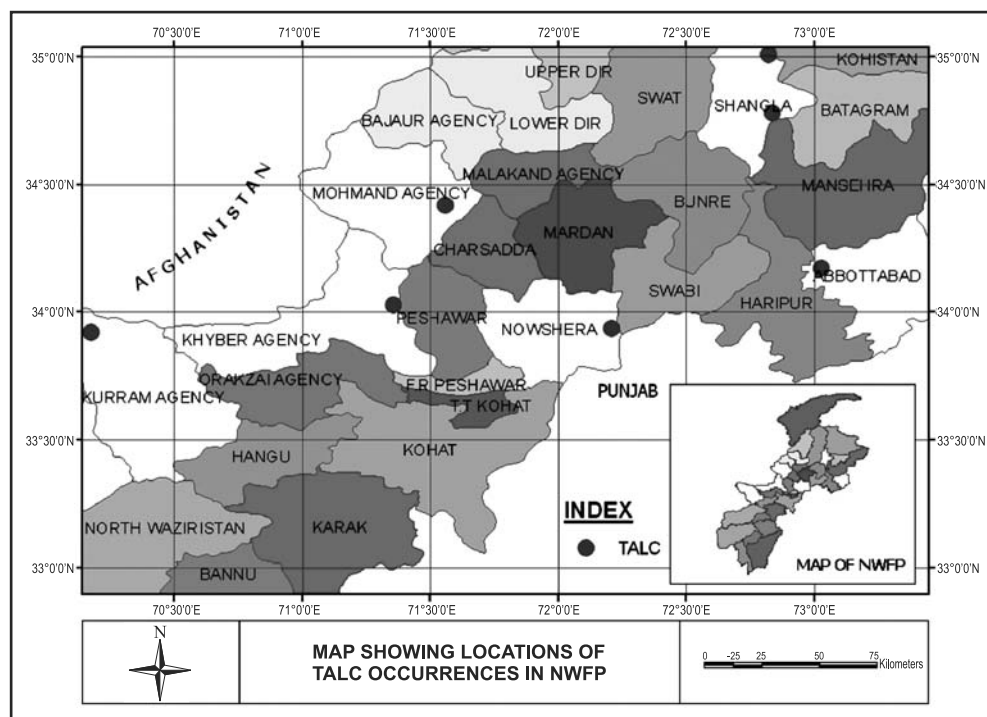 70°30'0"E 71°0'0"E 71°30'0"E 72°0'0"E 72°30'0"E 73°0'0"E
35°0'0"N
35°0'0"N
UPPER DIR
KOHISTAN
SWAT
SHANGLA
BATAGRAM
BAJAUR AGENCY
LOWER DIR
34°30'0"N
MALAKAND AGENCY
MANSEHRA
34°30'0"N
MOHMAND AGENCY
BUNRE
AFGHANISTAN
MARDAN
CHARSADDA
ABBOTTABAD
SWABI
HARIPUR
34°0'0"N
PESHAWAR
NOWSHERA
34°0'0"N
KHYBER AGENCY
ORAKZAI AGENCY
F.R PESHAWAR
KURRAM AGENCY
PUNJAB
T.T KOHAT
33°30'0"N
KOHAT
33°30'0"N
HANGU
INDEX
NORTH WAZIRISTAN
KARAK
TALC
MAP OF NWFP
33°0'0"N
BANNU
33°0'0"N
70°30'0"E 71°0'0"E 71°30'0"E 72°0'0"E 72°30'0"E 73°0'0"E
N
MAP SHOWING LOCATIONS OF
TALC OCCURRENCES IN NWFP
0 -25 25 50 75
Kilometers